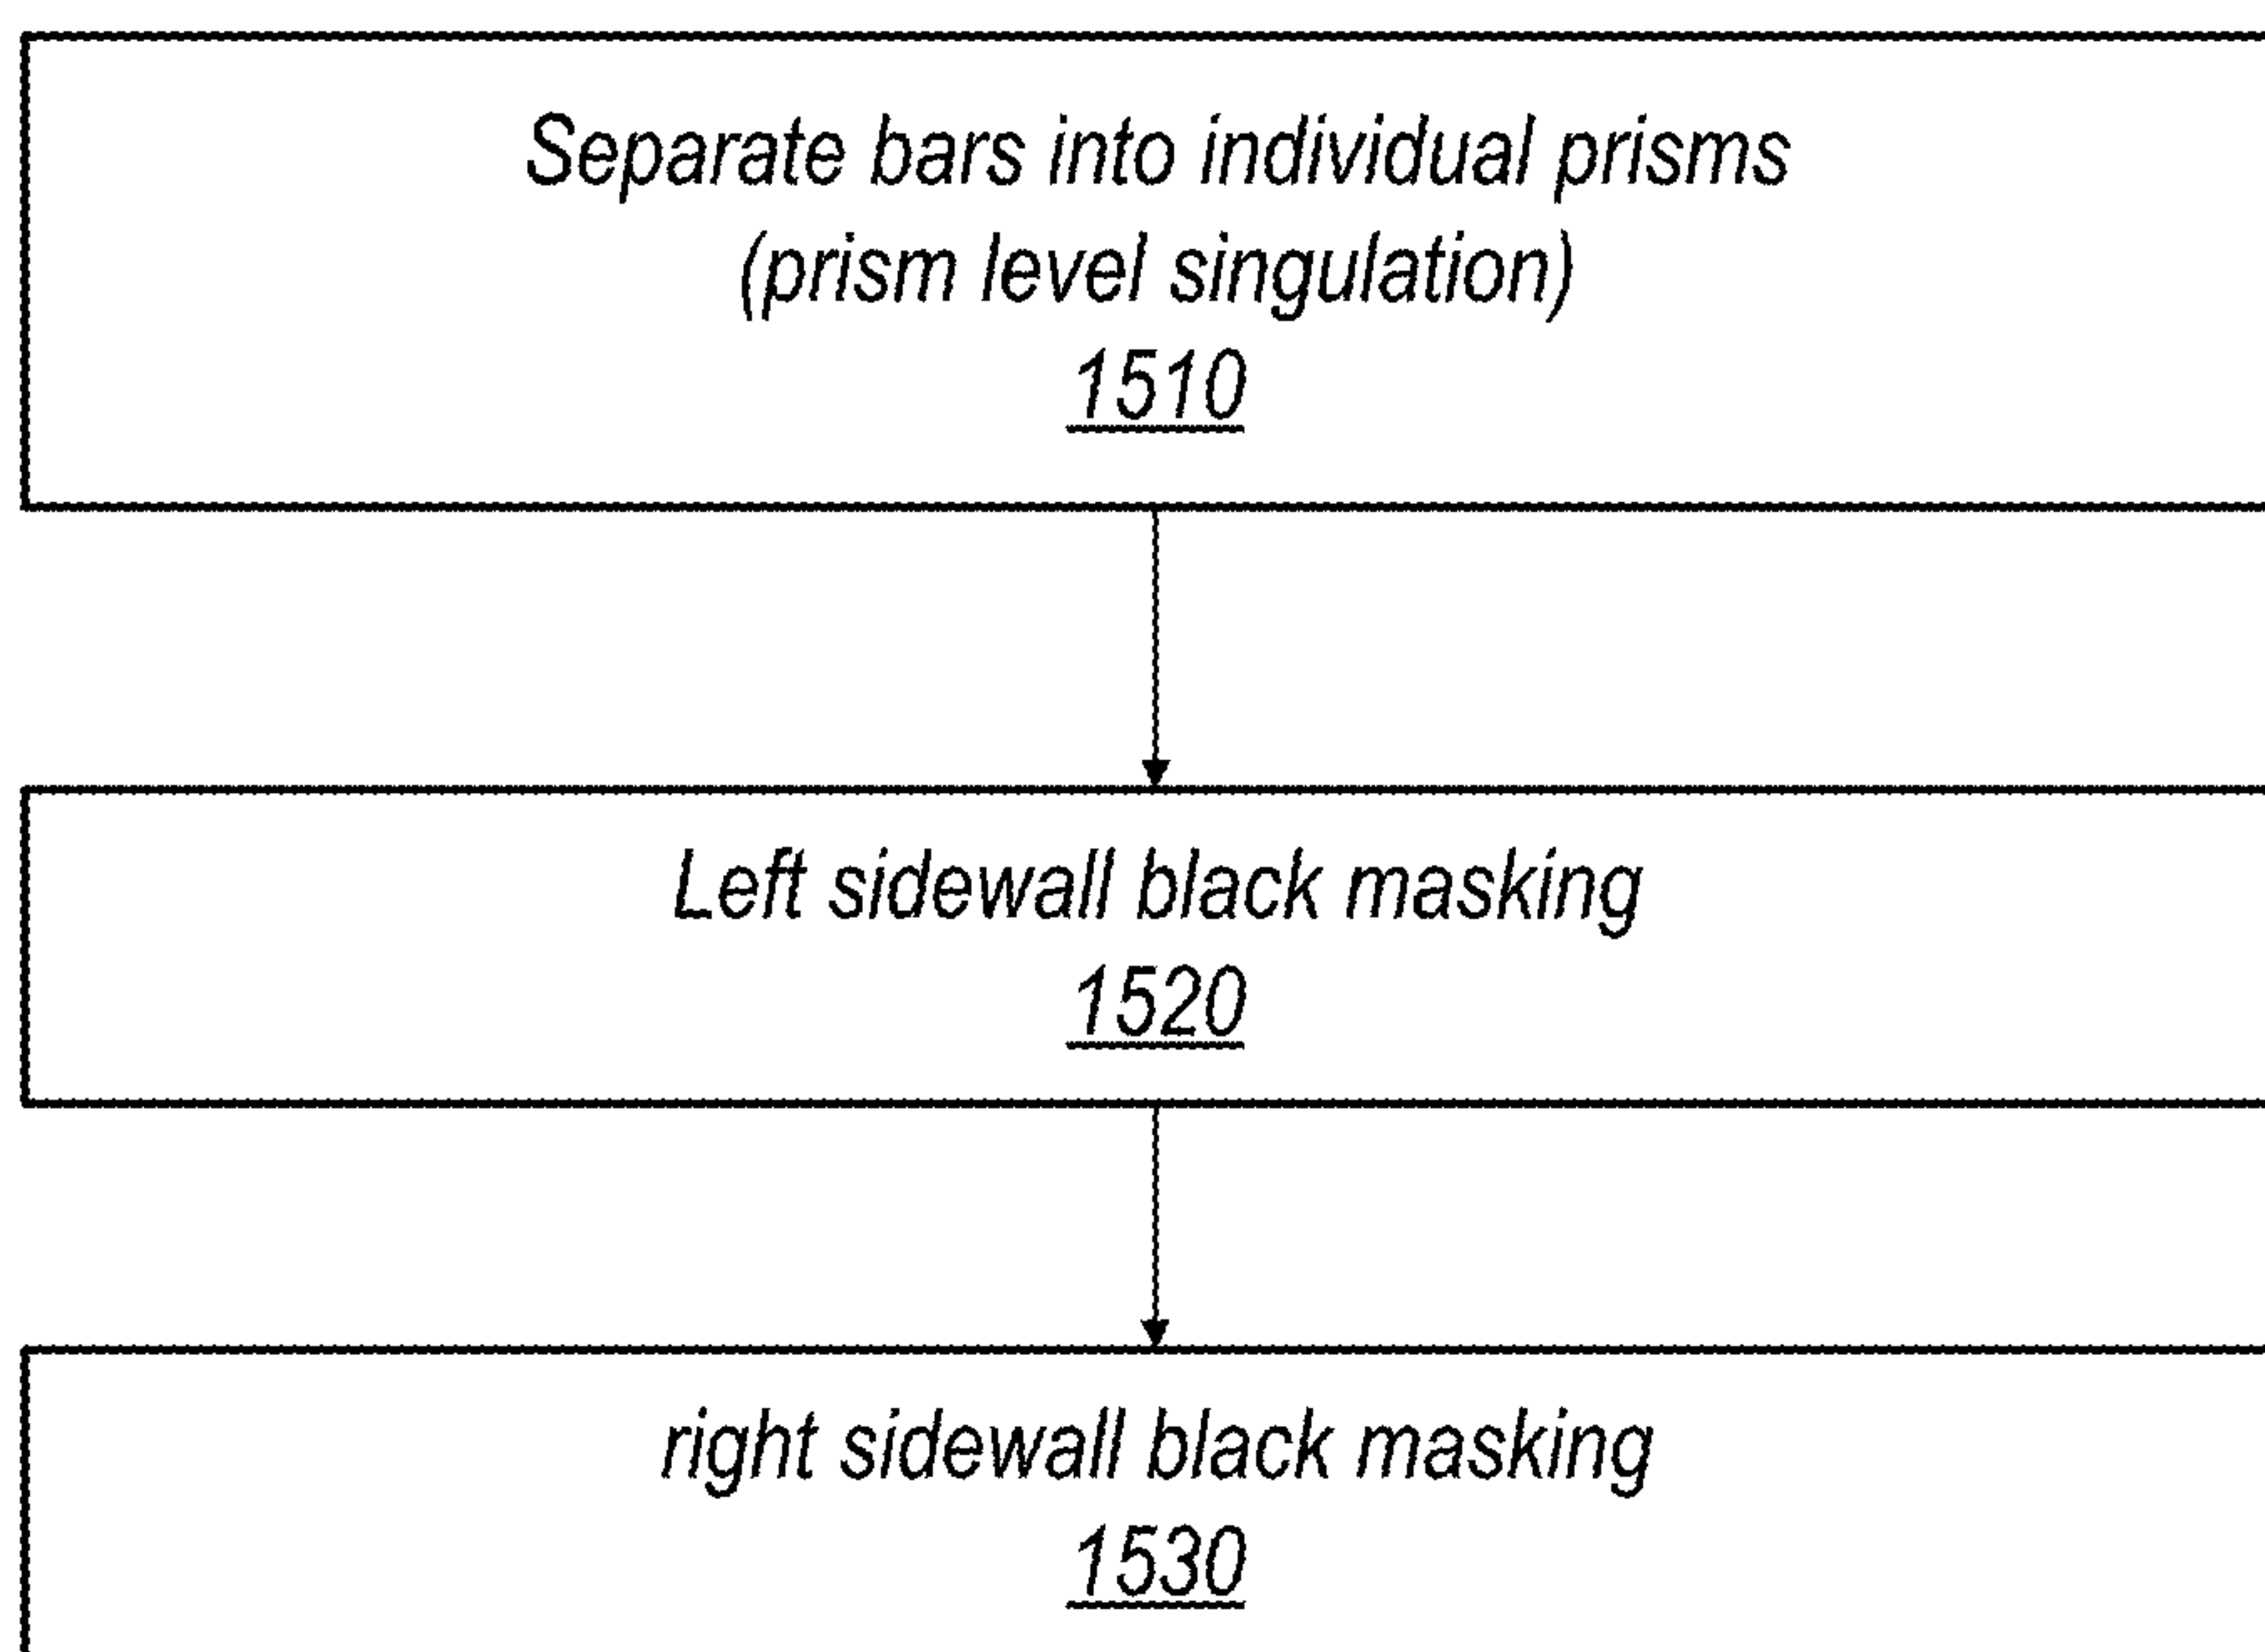 Separate bars into individual prisms
(prism level singulation)
1510
Left sidewall black masking
1520
right sidewall black masking
1530